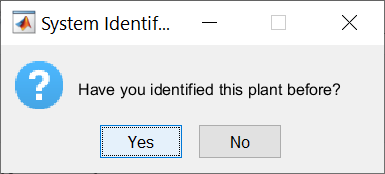 System Identif...
Have you identified this plant before?
Yes No